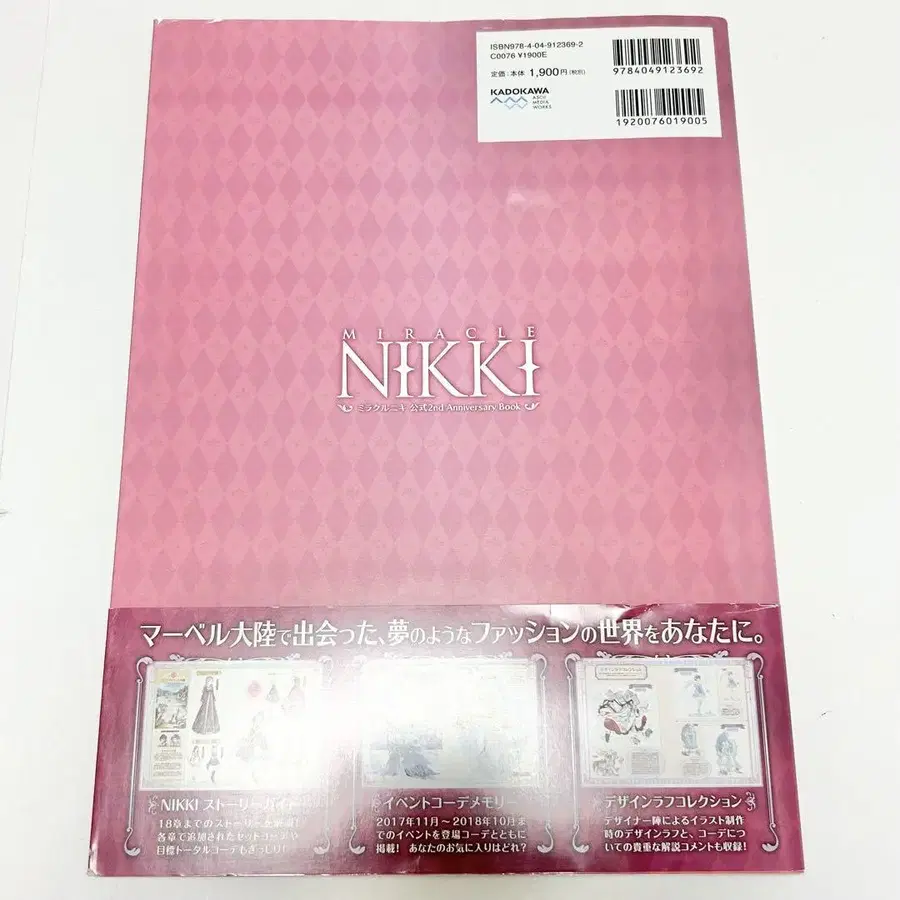 ISBN978-4-04-912369-2
C0076 ¥1900E
定価:本体 1,900円(税別)
KADOKAWA
ASCII
MEDIA
WORKS
9784049123692
1920076019005
MIRACLE
NIKKI
ミラクルニキ 公式2nd Anniversary Book
マーベル大陸で出会った、夢のようなファッションの世界をあなたに。
NIKKI ストーリーガイド
18章までのストーリーを
各章で追加されたセットコーデや
目標トータルコーデもぎっしり!
イベントコーデメモリー
2017年11月~2018年10月ま
でのイベントを登場コーデとともに
掲載! あなたのお気に入りはどれ?
デザインラフコレクション
デザイナー陣によるイラスト制作
時のデザインラフと、コーデにつ
いての貴重な解説コメントも収録!